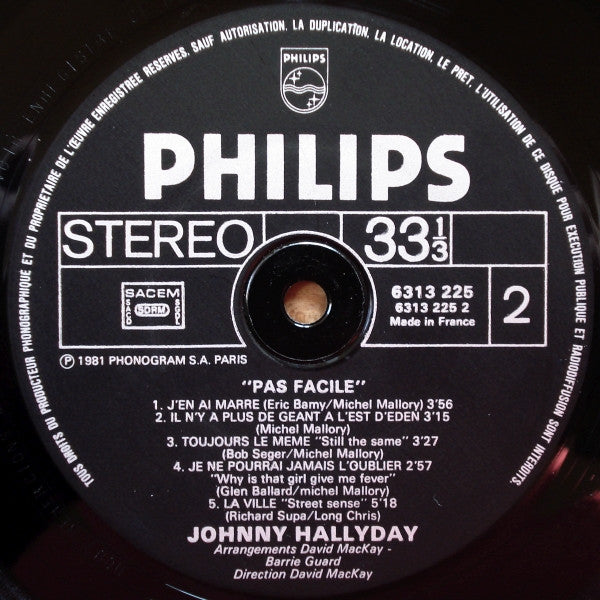 TOUS DROITS DU PRODUCTEUR PHONOGRAPHIQUE ET DU PROPRIETAIRE DE L'ŒUVRE ENREGISTREE RESERVES. SAUF AUTORISATION. LA DUPLICATION. LA LOCATION. LE PRET. L'UTILISATION DE CE DISQUE POUR EXECUTION PUBLIQUE ET RADIODIFFUSION SONT INTERDITS.
PHILIPS
PHILIPS
STEREO
33 1/3
SACEM
SACD
SDRM
SGDL
6313 225
6313 225 2
Made in France
2
Ⓟ 1981 PHONOGRAM S.A. PARIS
"PAS FACILE"
1. J'EN AI MARRE (Eric Bamy/Michel Mallory) 3'56
2. IL N'Y A PLUS DE GEANT A L'EST D'EDEN 3'15
(Michel Mallory)
3. TOUJOURS LE MEME "Still the same" 3'27
(Bob Seger/Michel Mallory)
4. JE NE POURRAI JAMAIS L'OUBLIER 2'57
"Why is that girl give me fever"
(Glen Ballard/michel Mallory)
5. LA VILLE "Street sense" 5'18
(Richard Supa/Long Chris)
JOHNNY HALLYDAY
Arrangements David MacKay -
Barrie Guard
Direction David MacKay